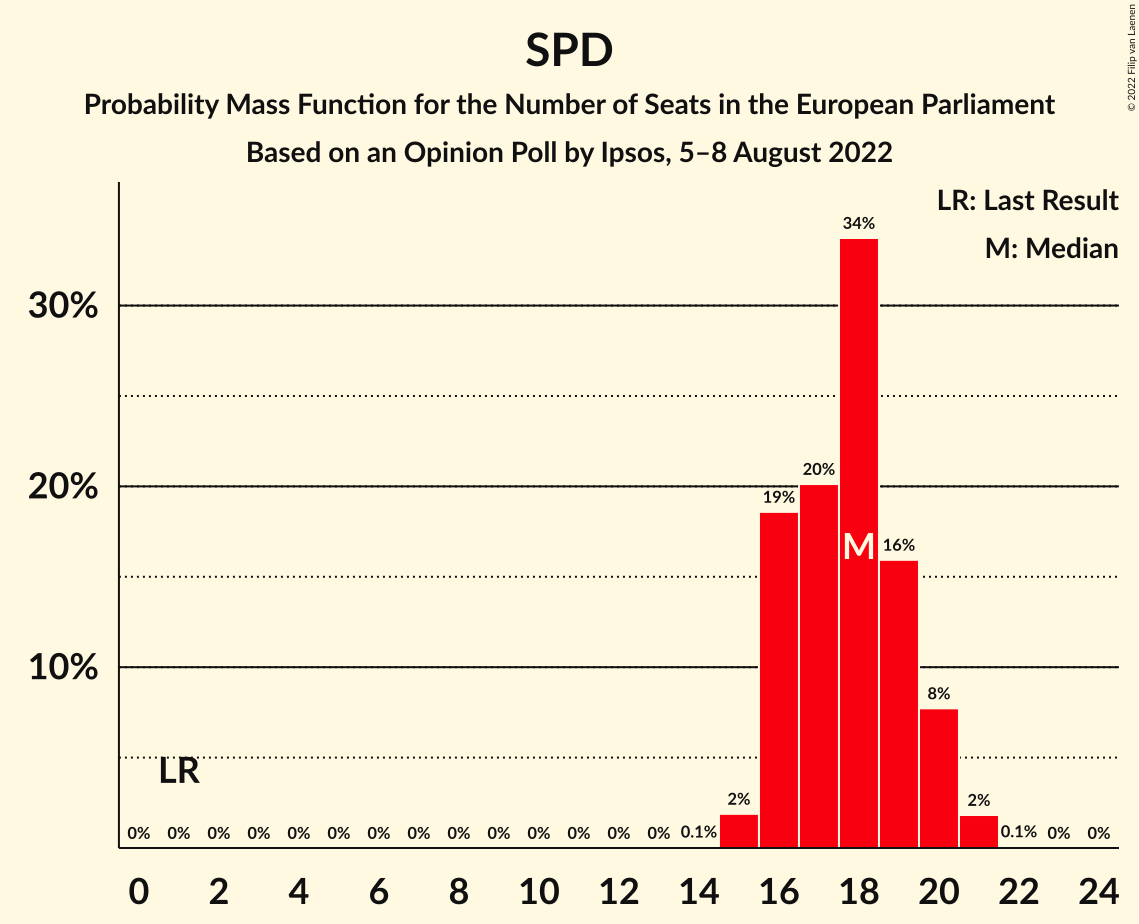 SPD
Probability Mass Function for the Number of Seats in the European Parliament
Based on an Opinion Poll by Ipsos, 5–8 August 2022
© 2022 Filip van Laenen
LR: Last Result
M: Median
34%
30%
20%
20%
19%
M
16%
10%
8%
LR
2%
2%
0% 0% 0% 0% 0% 0% 0% 0% 0% 0% 0% 0% 0% 0% 0.1% 0.1% 0% 0%
0 2 4 6 8 10 12 14 16 18 20 22 24